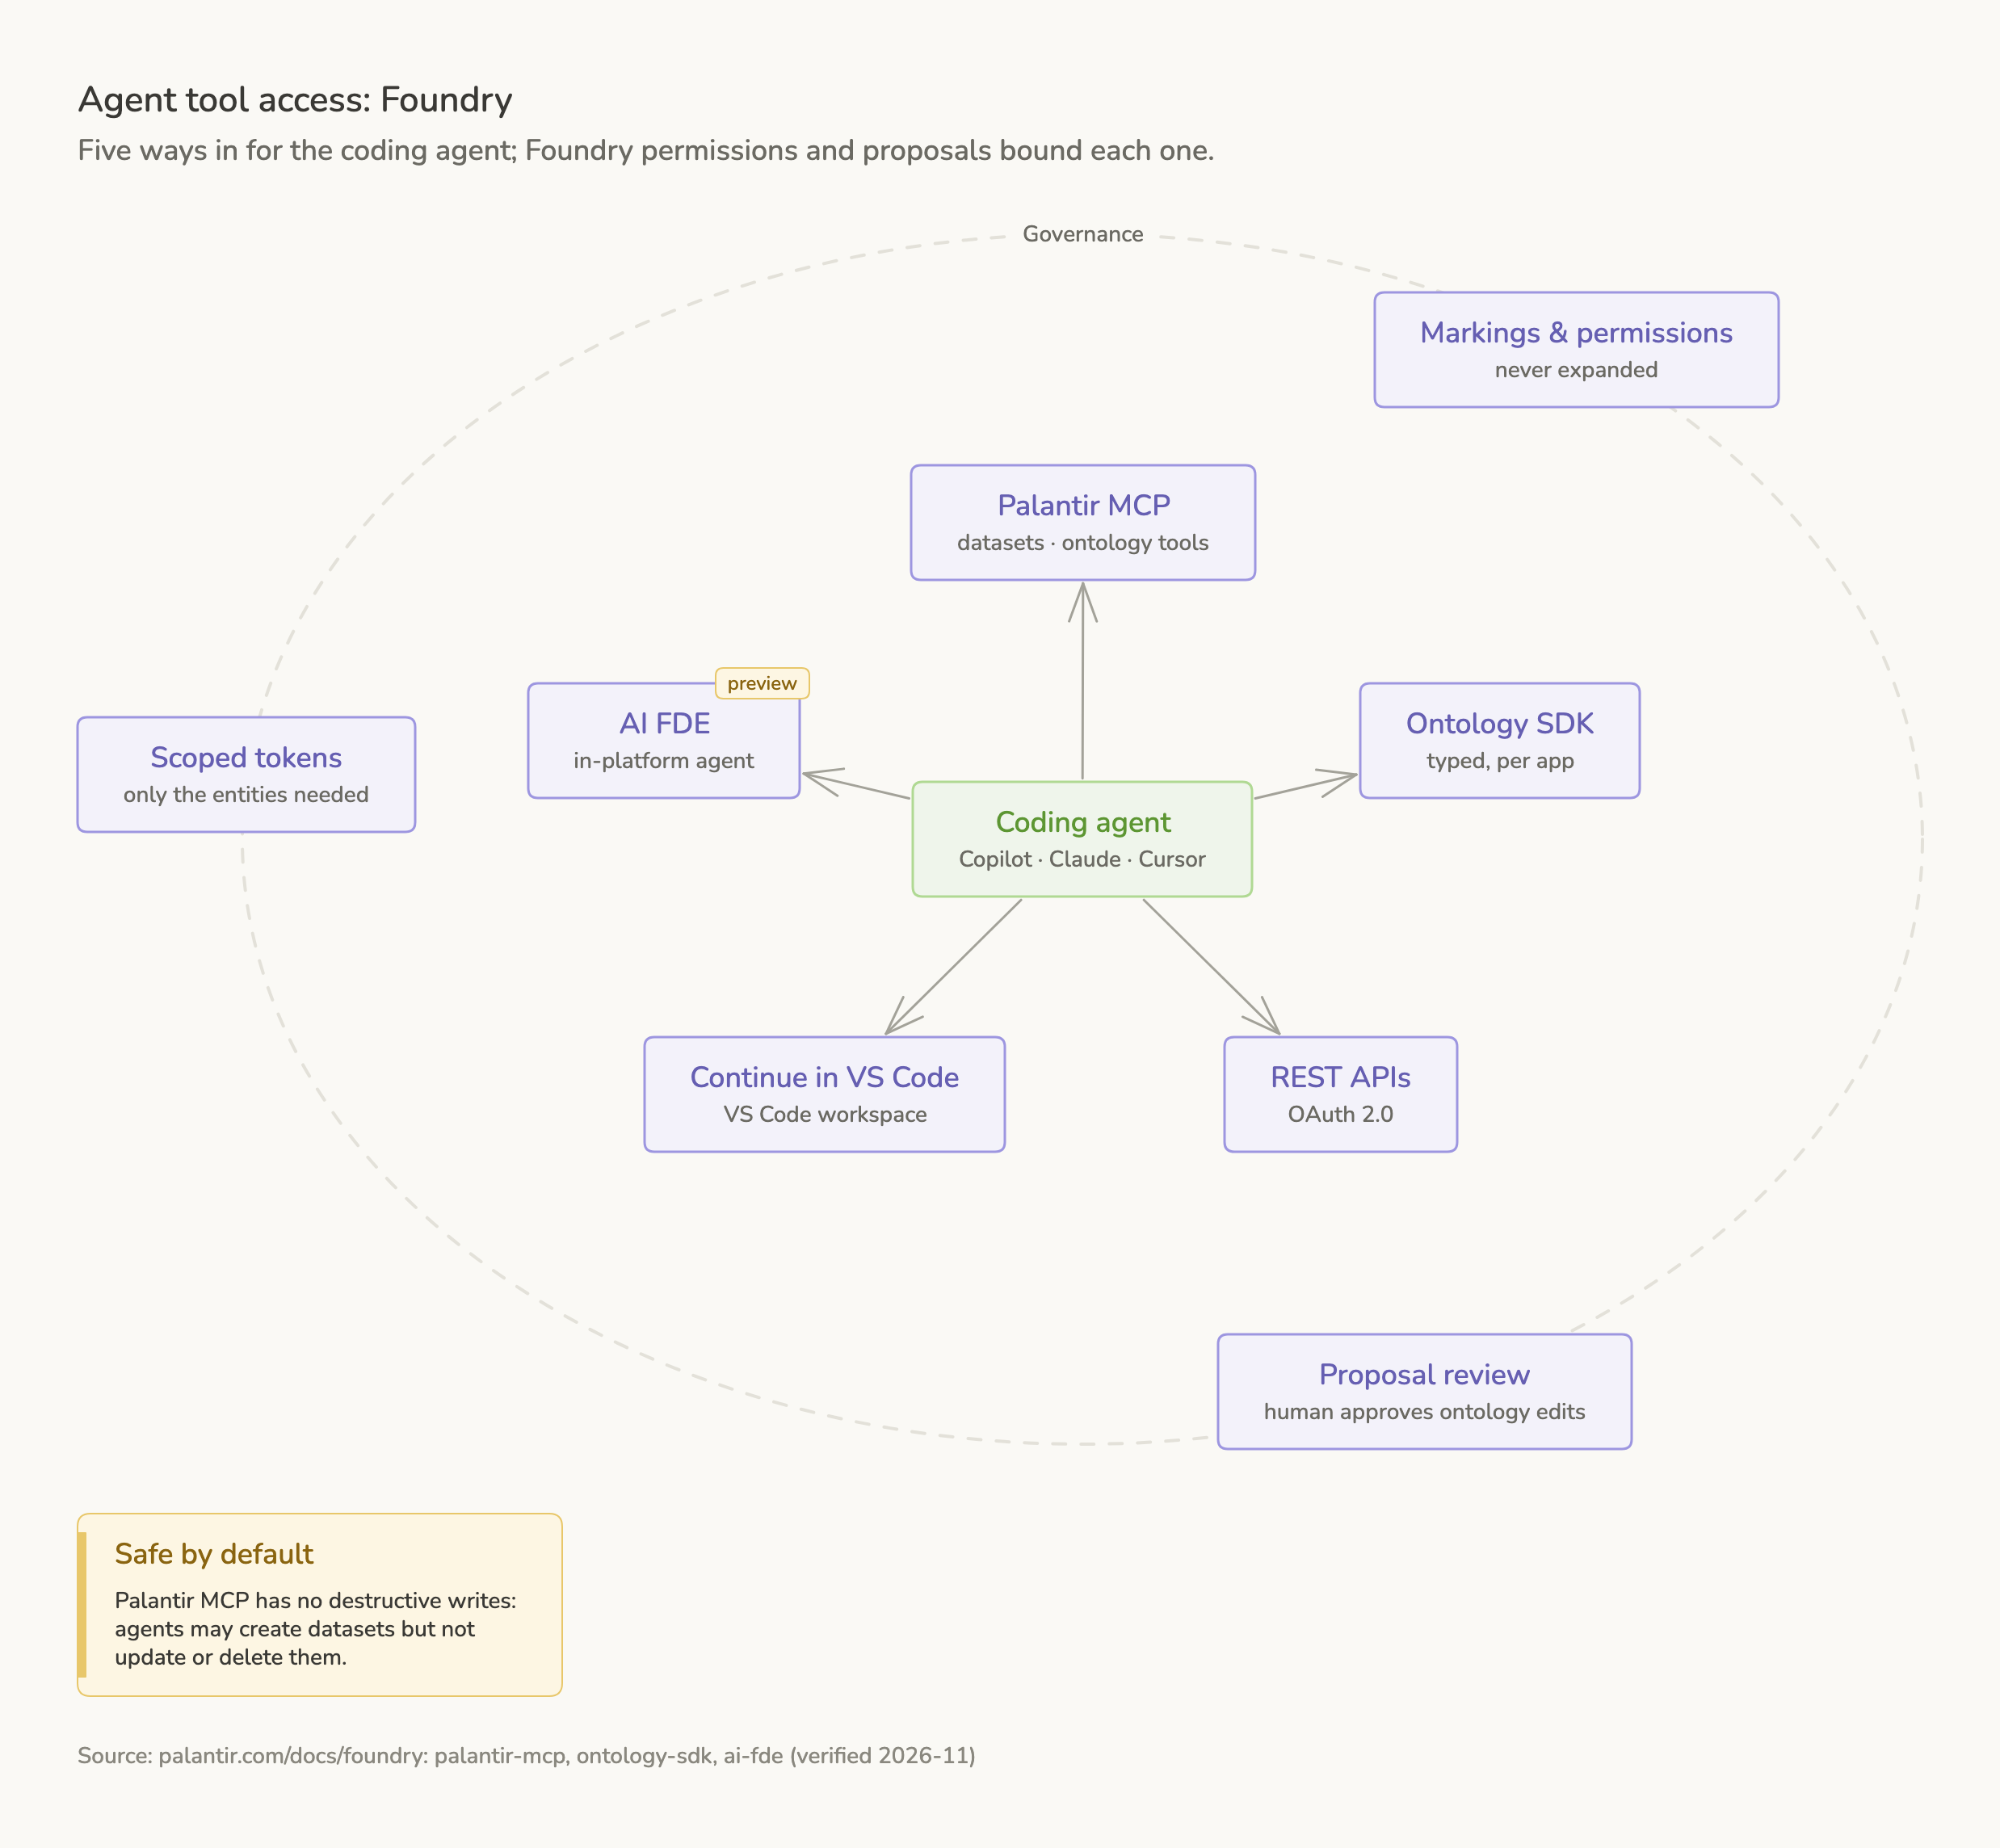 Agent tool access: Foundry
Five ways in for the coding agent; Foundry permissions and proposals bound each one.
Governance
Markings & permissions
never expanded
Palantir MCP
datasets · ontology tools
preview
AI FDE
in-platform agent
Ontology SDK
typed, per app
Scoped tokens
only the entities needed
Coding agent
Copilot · Claude · Cursor
Continue in VS Code
VS Code workspace
REST APIs
OAuth 2.0
Proposal review
human approves ontology edits
Safe by default
Palantir MCP has no destructive writes:
agents may create datasets but not
update or delete them.
Source: palantir.com/docs/foundry: palantir-mcp, ontology-sdk, ai-fde (verified 2026-11)